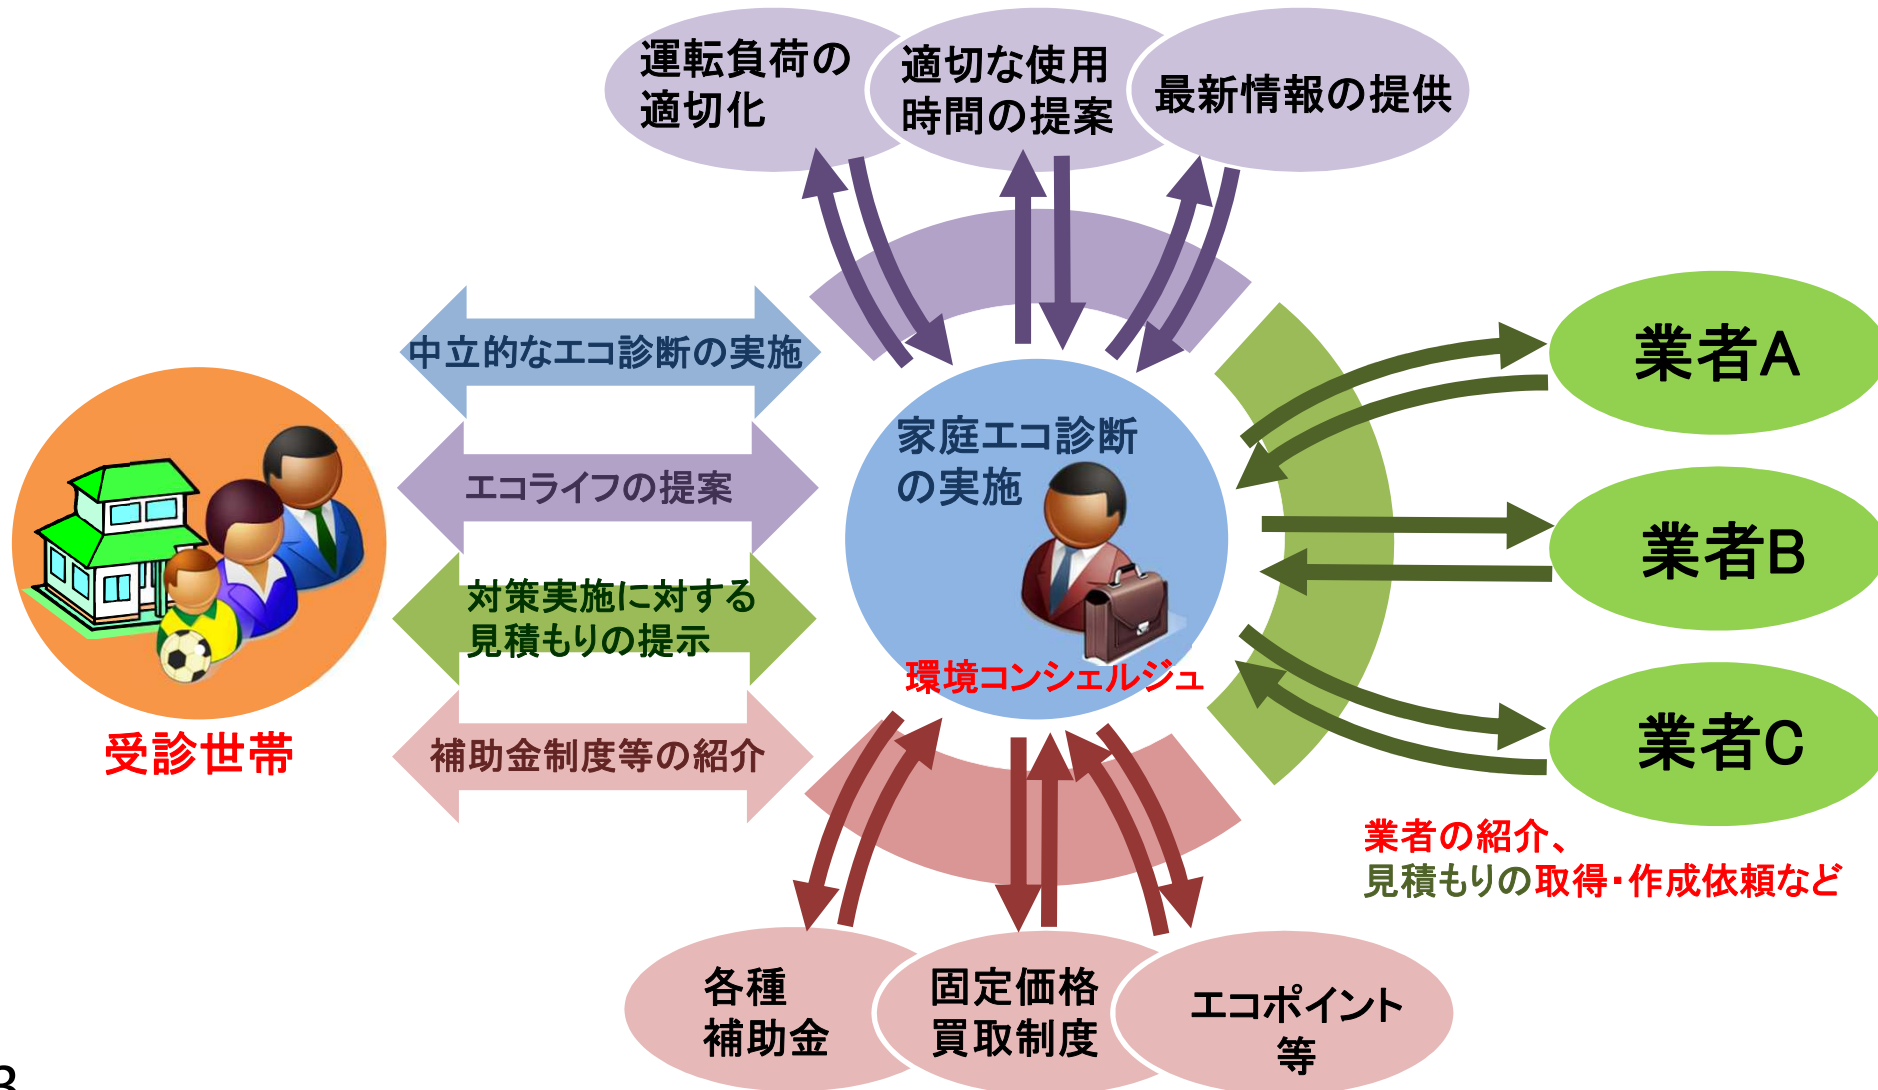 運転負荷の
適切化
適切な使用
時間の提案
最新情報の提供
中立的なエコ診断の実施
エコライフの提案
対策実施に対する
見積もりの提示
補助金制度等の紹介
受診世帯
家庭エコ診断
の実施
環境コンシェルジュ
業者A
業者B
業者C
業者の紹介、
見積もりの取得・作成依頼など
各種
補助金
固定価格
買取制度
エコポイント
等